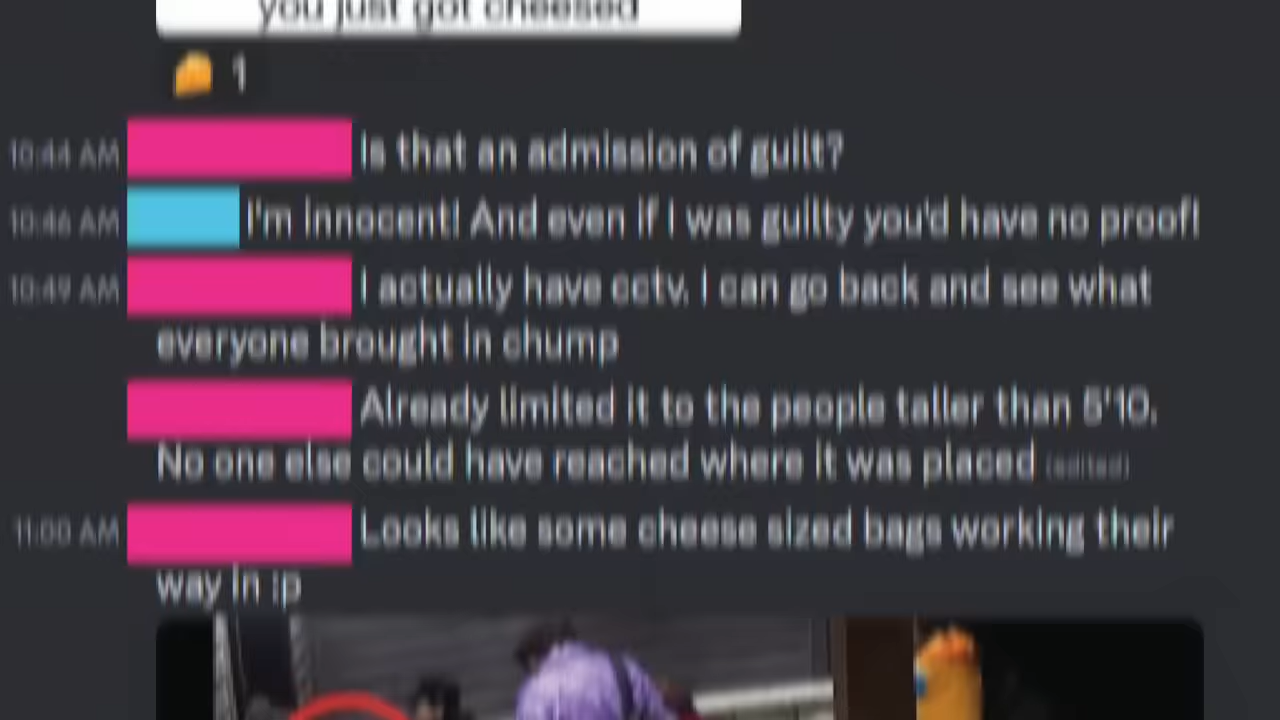 you just got cheesed
1
10:44 AM Is that an admission of guilt?
10:46 AM I'm innocent! And even if I was guilty you'd have no proof!
10:49 AM I actually have cctv. I can go back and see what
everyone brought in chump
Already limited it to the people taller than 5'10.
No one else could have reached where it was placed (edited)
11:00 AM Looks like some cheese sized bags working their
way in :p